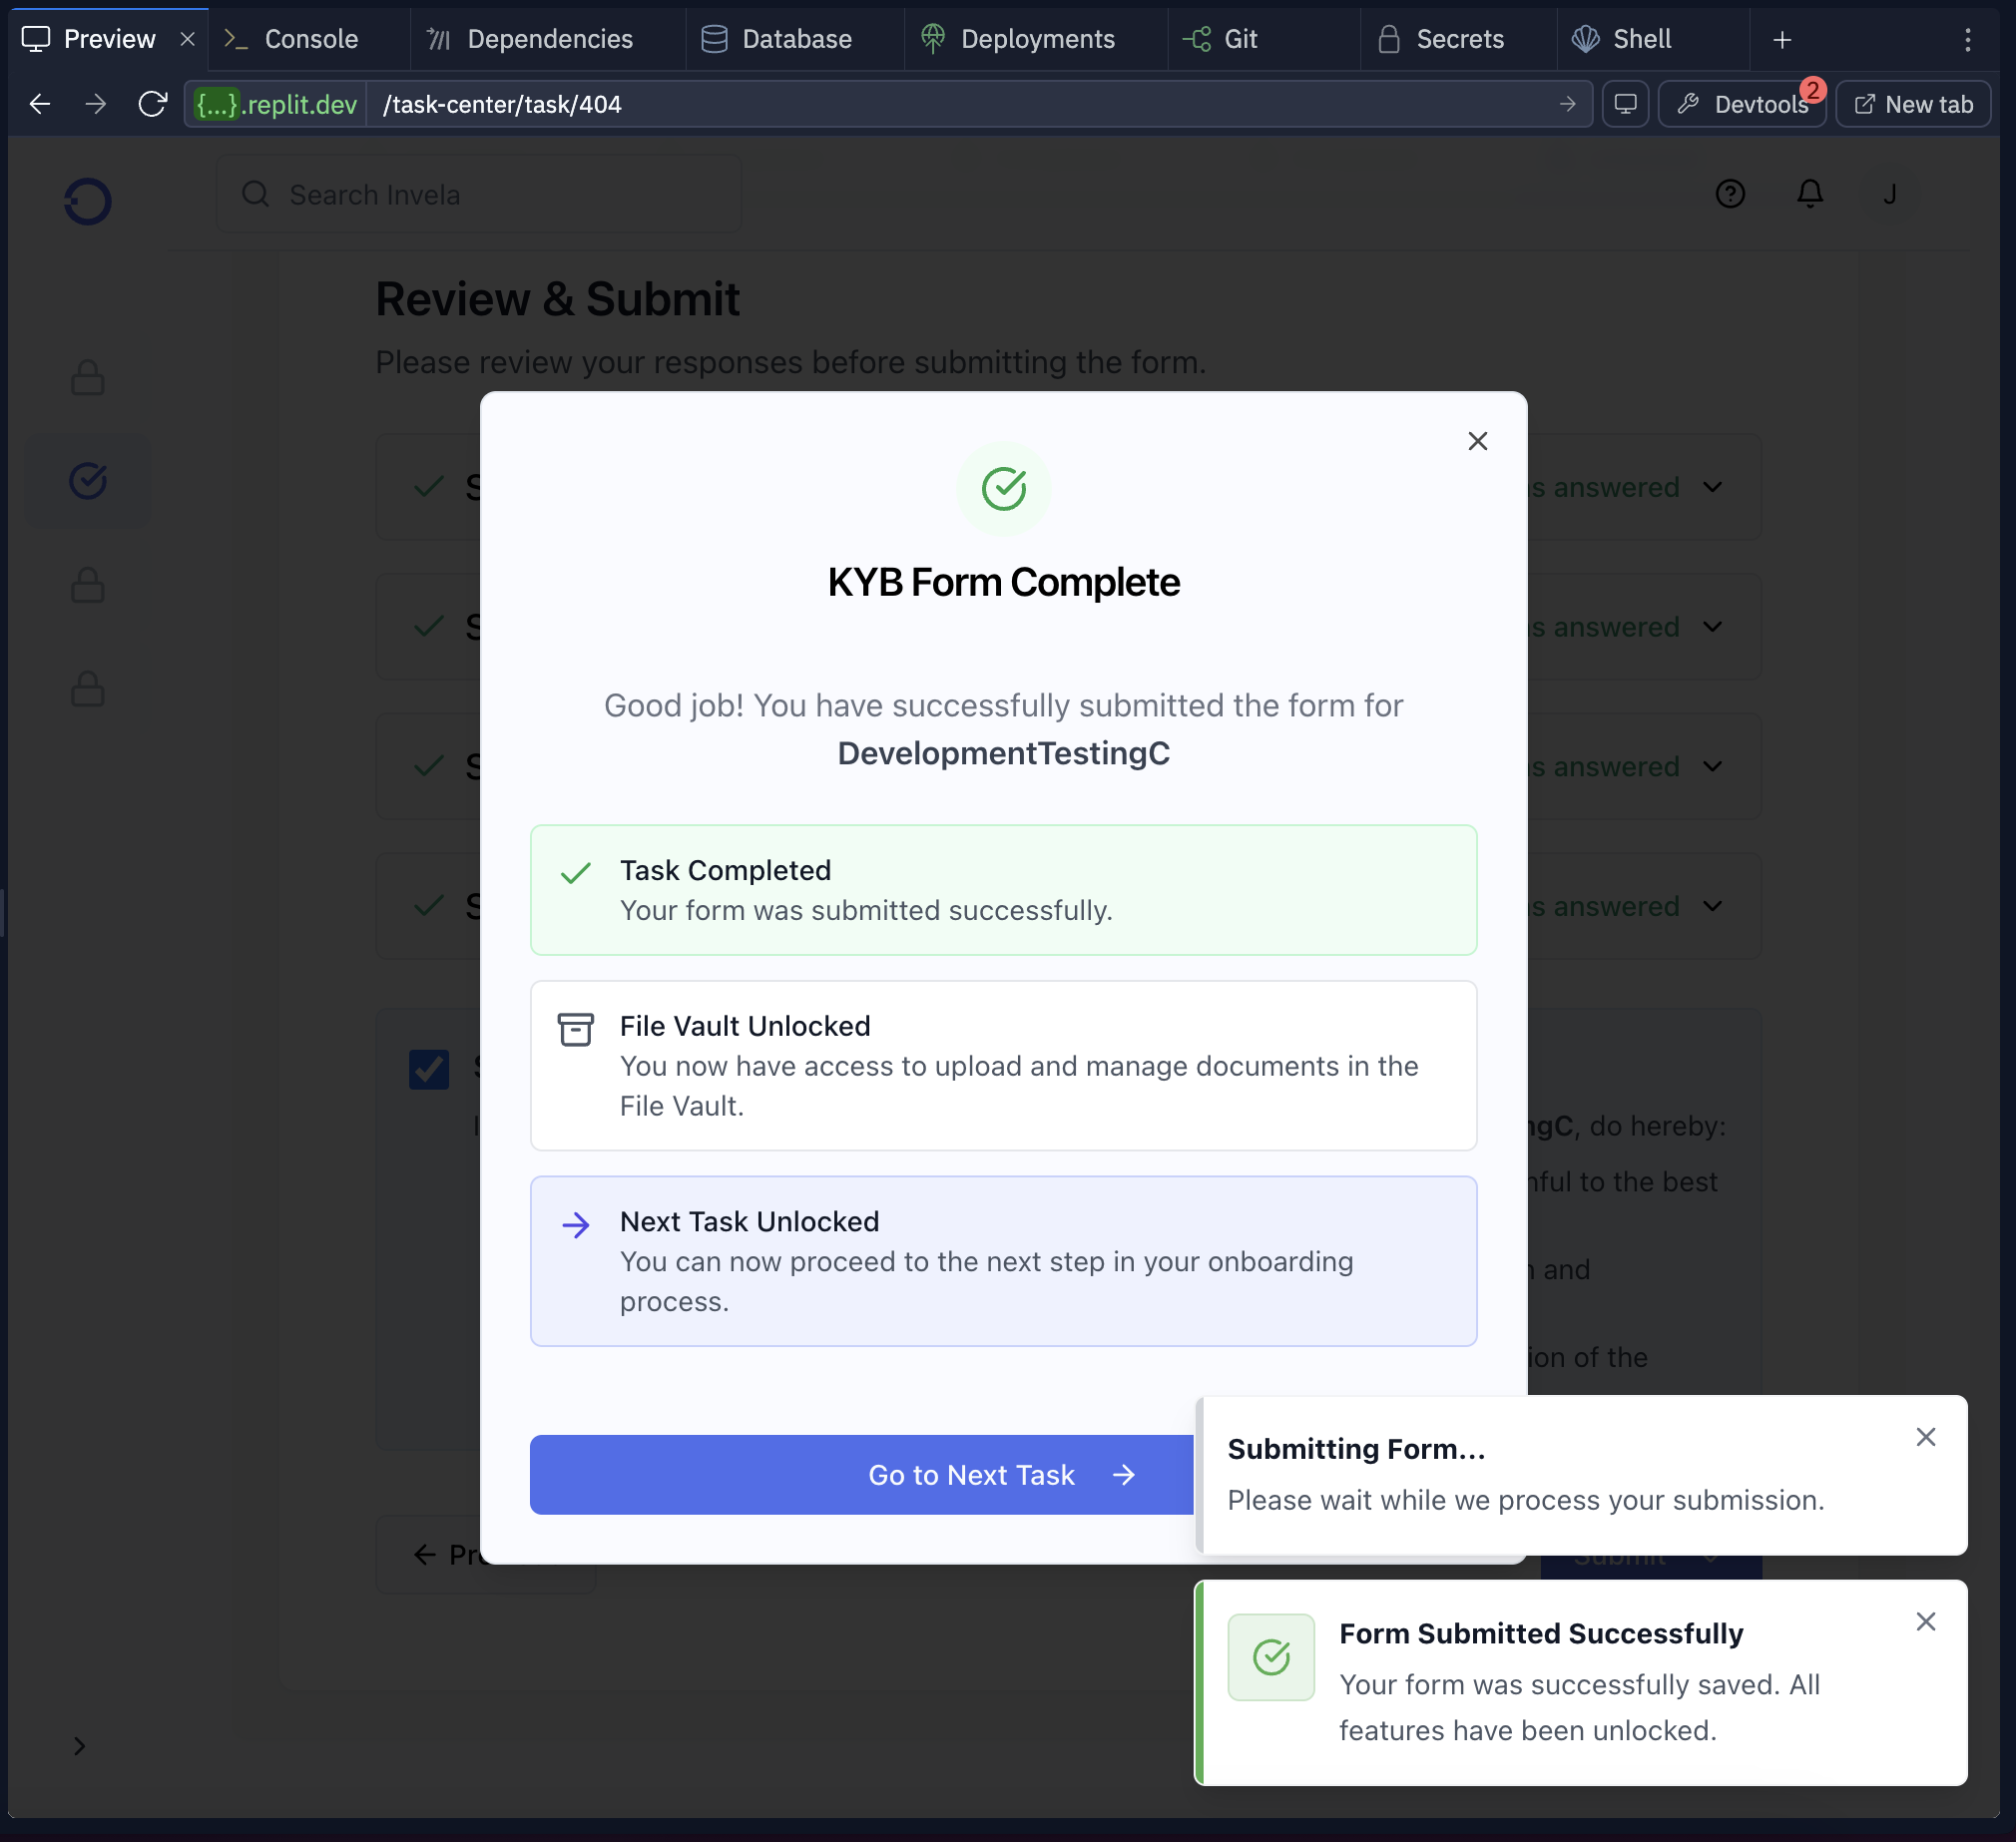 Preview
Console
Dependencies
Database
Deployments
Git
Secrets
Shell
{...}.replit.dev
/task-center/task/404
Devtools
2
New tab
Search Invela
J
Review & Submit
Please review your responses before submitting the form.
answered
answered
answered
answered
KYB Form Complete
Good job! You have successfully submitted the form for
DevelopmentTestingC
Task Completed
Your form was submitted successfully.
File Vault Unlocked
You now have access to upload and manage documents in the
File Vault.
do hereby:
to the best
Next Task Unlocked
You can now proceed to the next step in your onboarding
process.
and
of the
Go to Next Task
Submitting Form...
Please wait while we process your submission.
Submit
Form Submitted Successfully
Your form was successfully saved. All
features have been unlocked.